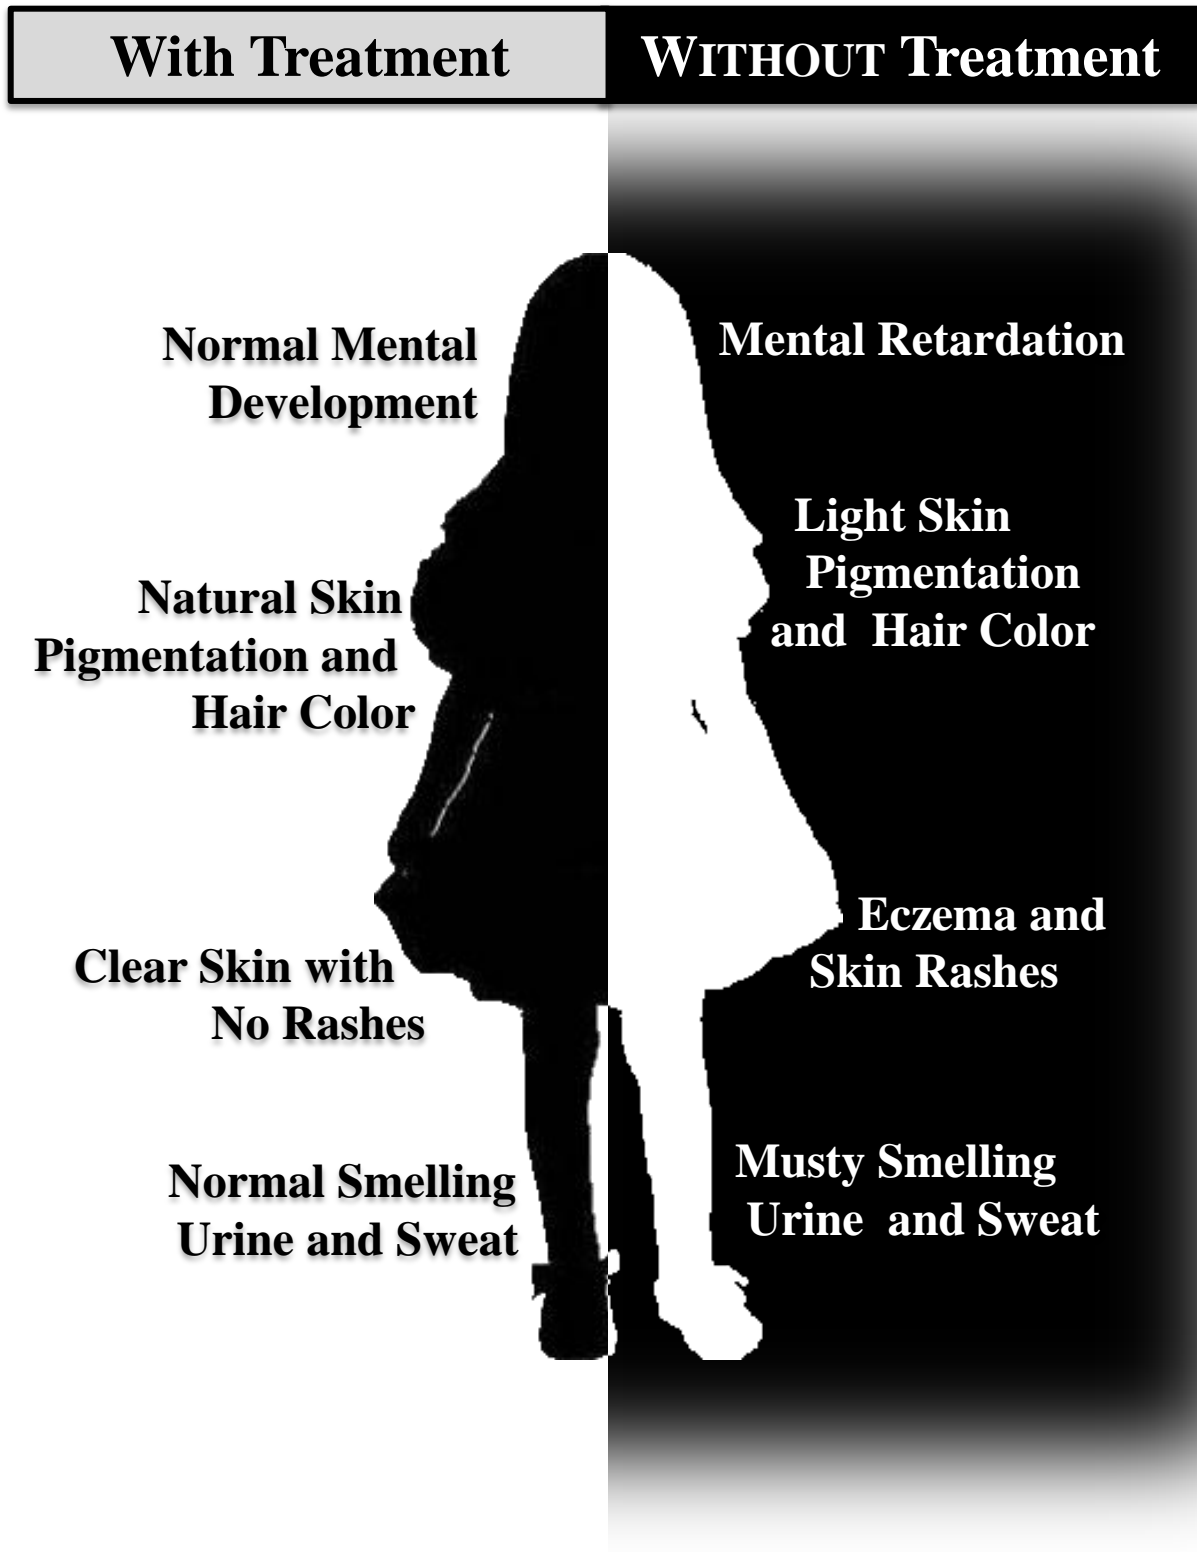 With Treatment
WITHOUT Treatment
Normal Mental
Development
Natural Skin
Pigmentation and
Hair Color
Clear Skin with
No Rashes
Normal Smelling
Urine and Sweat
Mental Retardation
Light Skin
Pigmentation
and Hair Color
Eczema and
Skin Rashes
Musty Smelling
Urine and Sweat